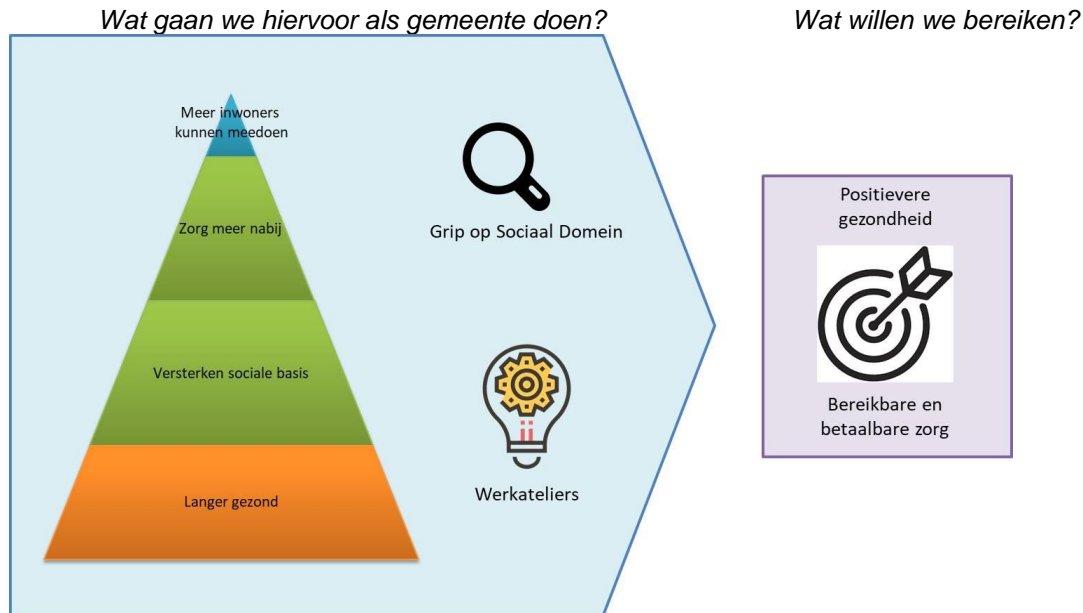 Wat gaan we hiervoor als gemeente doen?
Wat willen we bereiken?
Meer inwoners
kunnen meedoen
Zorg meer nabij
Versterken sociale basis
Langer gezond
Grip op Sociaal Domein
Werkateliers
Positievere
gezondheid
Bereikbare en
betaalbare zorg